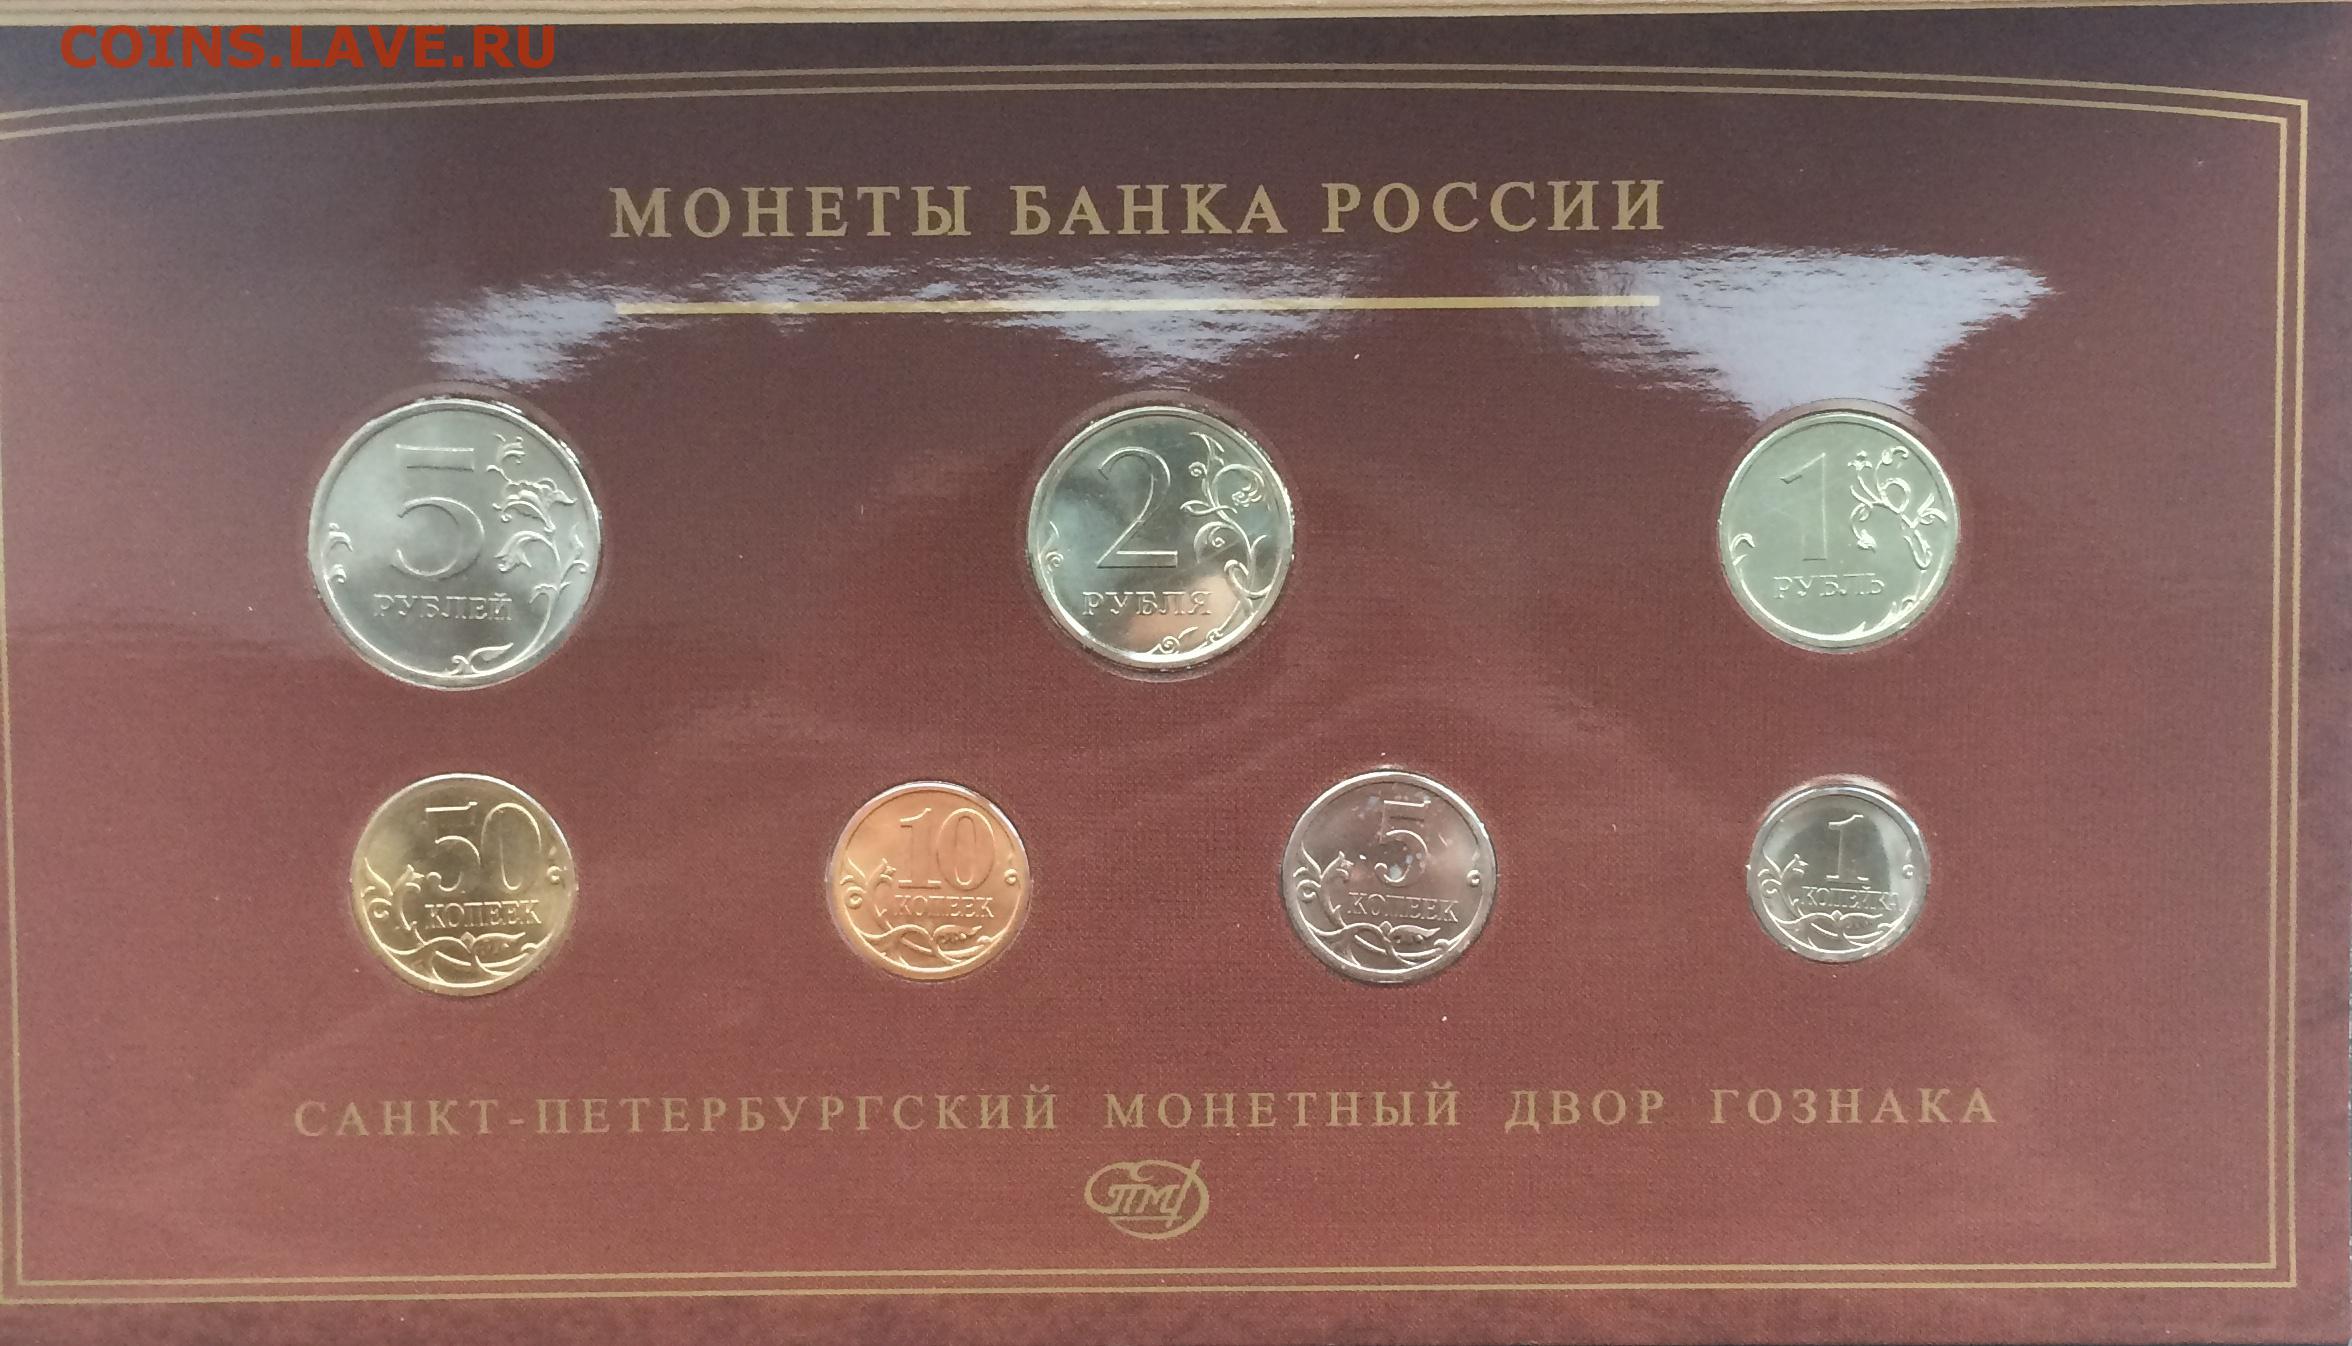 COINS.LAVE.RU
МОНЕТЫ БАНКА РОССИИ
5
РУБЛЕЙ
2
РУБЛЯ
1
РУБЛЬ
50
КОПЕЕК
10
КОПЕЕК
5
КОПЕЕК
1
КОПЕЙКА
САНКТ-ПЕТЕРБУРГСКИЙ МОНЕТНЫЙ ДВОР ГОЗНАКА
СПМД